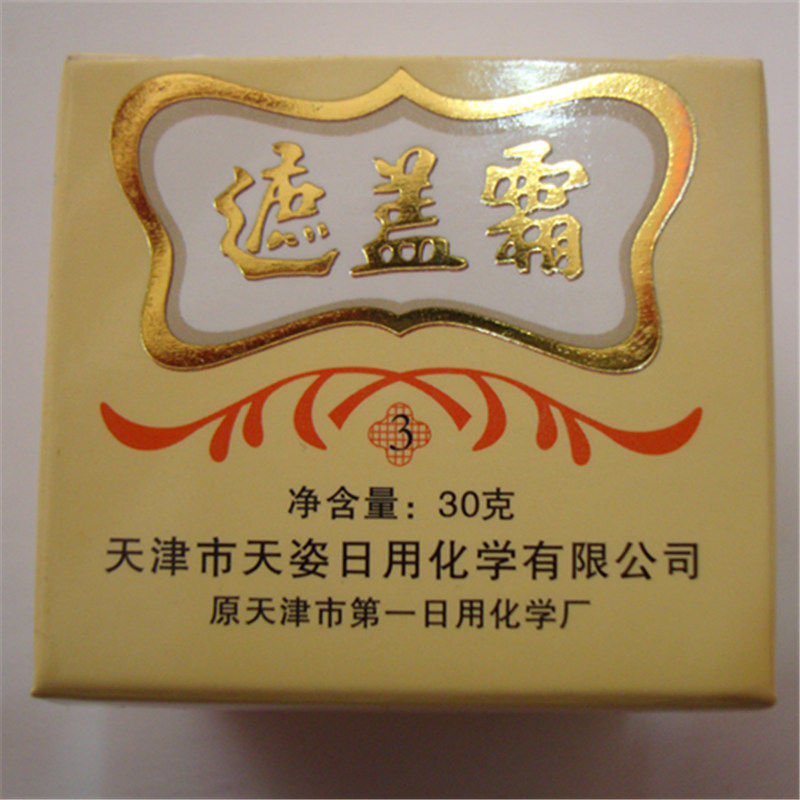 遮盖霜
3
净含量：30克
天津市天姿日用化学有限公司
原天津市第一日用化学厂